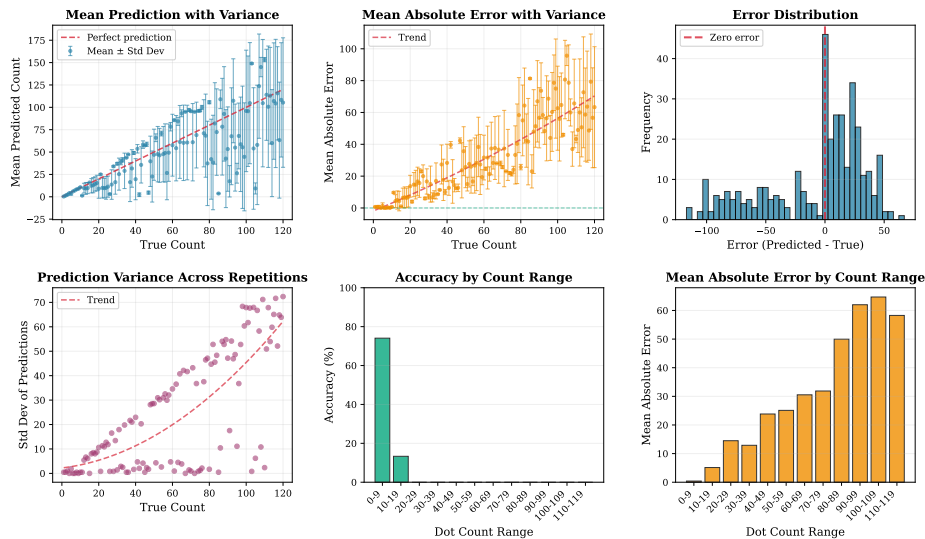 Mean Prediction with Variance
Perfect prediction
Mean ± Std Dev
Mean Predicted Count
175
150
125
100
75
50
25
0
−25
0 20 40 60 80 100 120
True Count
Mean Absolute Error with Variance
Trend
Mean Absolute Error
100
80
60
40
20
0
0 20 40 60 80 100 120
True Count
Error Distribution
Zero error
Frequency
40
30
20
10
0
−100 −50 0 50
Error (Predicted - True)
Prediction Variance Across Repetitions
Trend
Std Dev of Predictions
70
60
50
40
30
20
10
0
0 20 40 60 80 100 120
True Count
Accuracy by Count Range
Accuracy (%)
100
80
60
40
20
0
0-9 10-19 20-29 30-39 40-49 50-59 60-69 70-79 80-89 90-99 100-109 110-119
Dot Count Range
Mean Absolute Error by Count Range
Mean Absolute Error
60
50
40
30
20
10
0
0-9 10-19 20-29 30-39 40-49 50-59 60-69 70-79 80-89 90-99 100-109 110-119
Dot Count Range